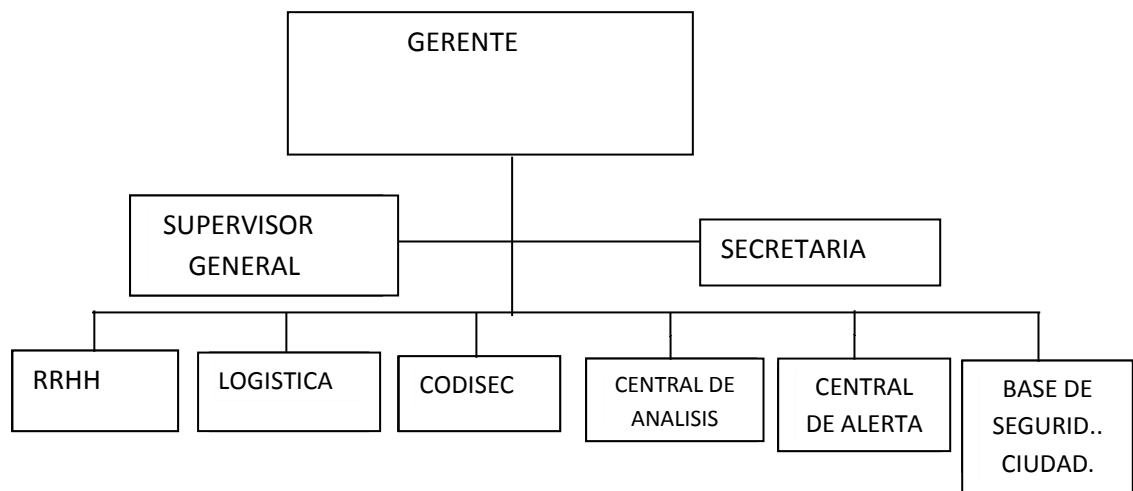 GERENTE
SUPERVISOR
GENERAL
SECRETARIA
RRHH
LOGISTICA
CODISEC
CENTRAL DE
ANALISIS
CENTRAL
DE ALERTA
BASE DE
SEGURID..
CIUDAD.